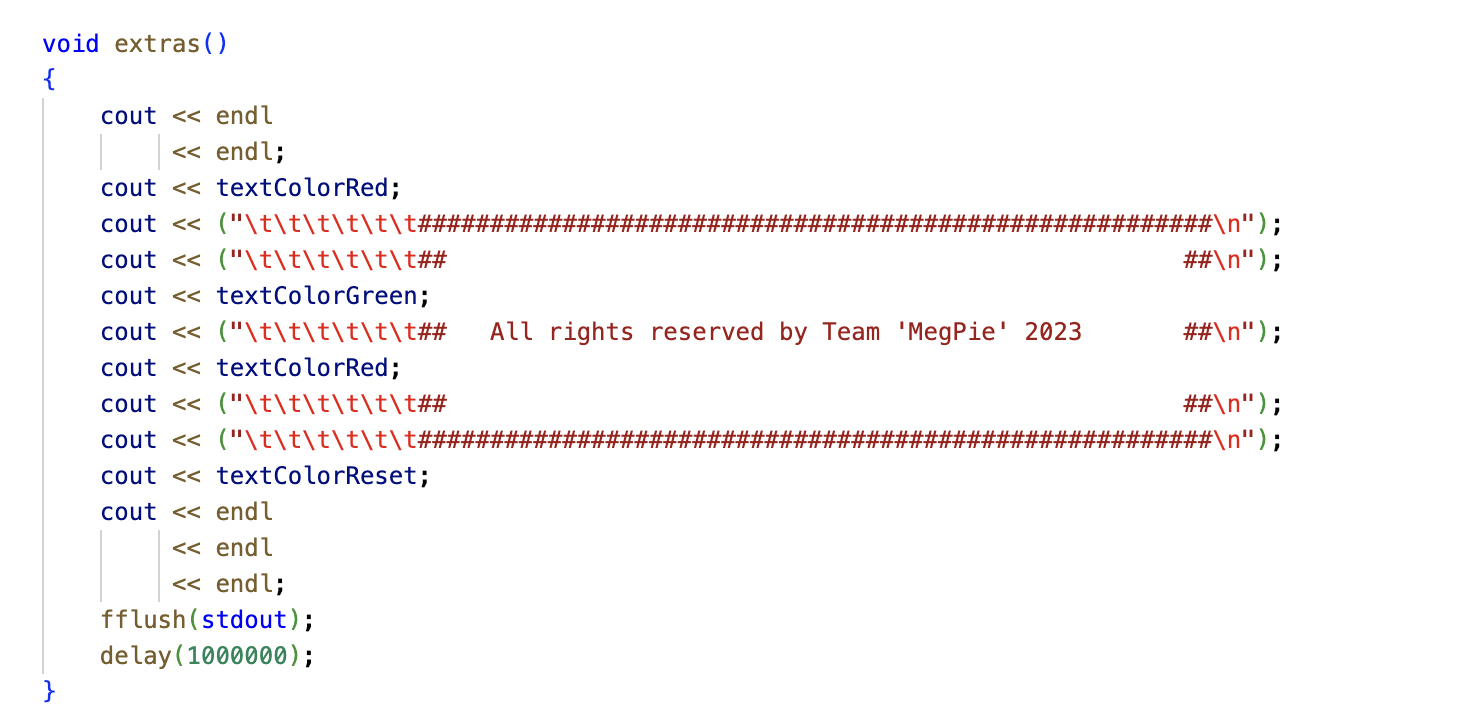 void extras()
{
    cout << endl
         << endl;
    cout << textColorRed;
    cout << ("\t\t\t\t\t\t#######################################################\n");
    cout << ("\t\t\t\t\t\t##                                                   ##\n");
    cout << textColorGreen;
    cout << ("\t\t\t\t\t\t##   All rights reserved by Team 'MegPie' 2023       ##\n");
    cout << textColorRed;
    cout << ("\t\t\t\t\t\t##                                                   ##\n");
    cout << ("\t\t\t\t\t\t#######################################################\n");
    cout << textColorReset;
    cout << endl
         << endl
         << endl;
    fflush(stdout);
    delay(1000000);
}